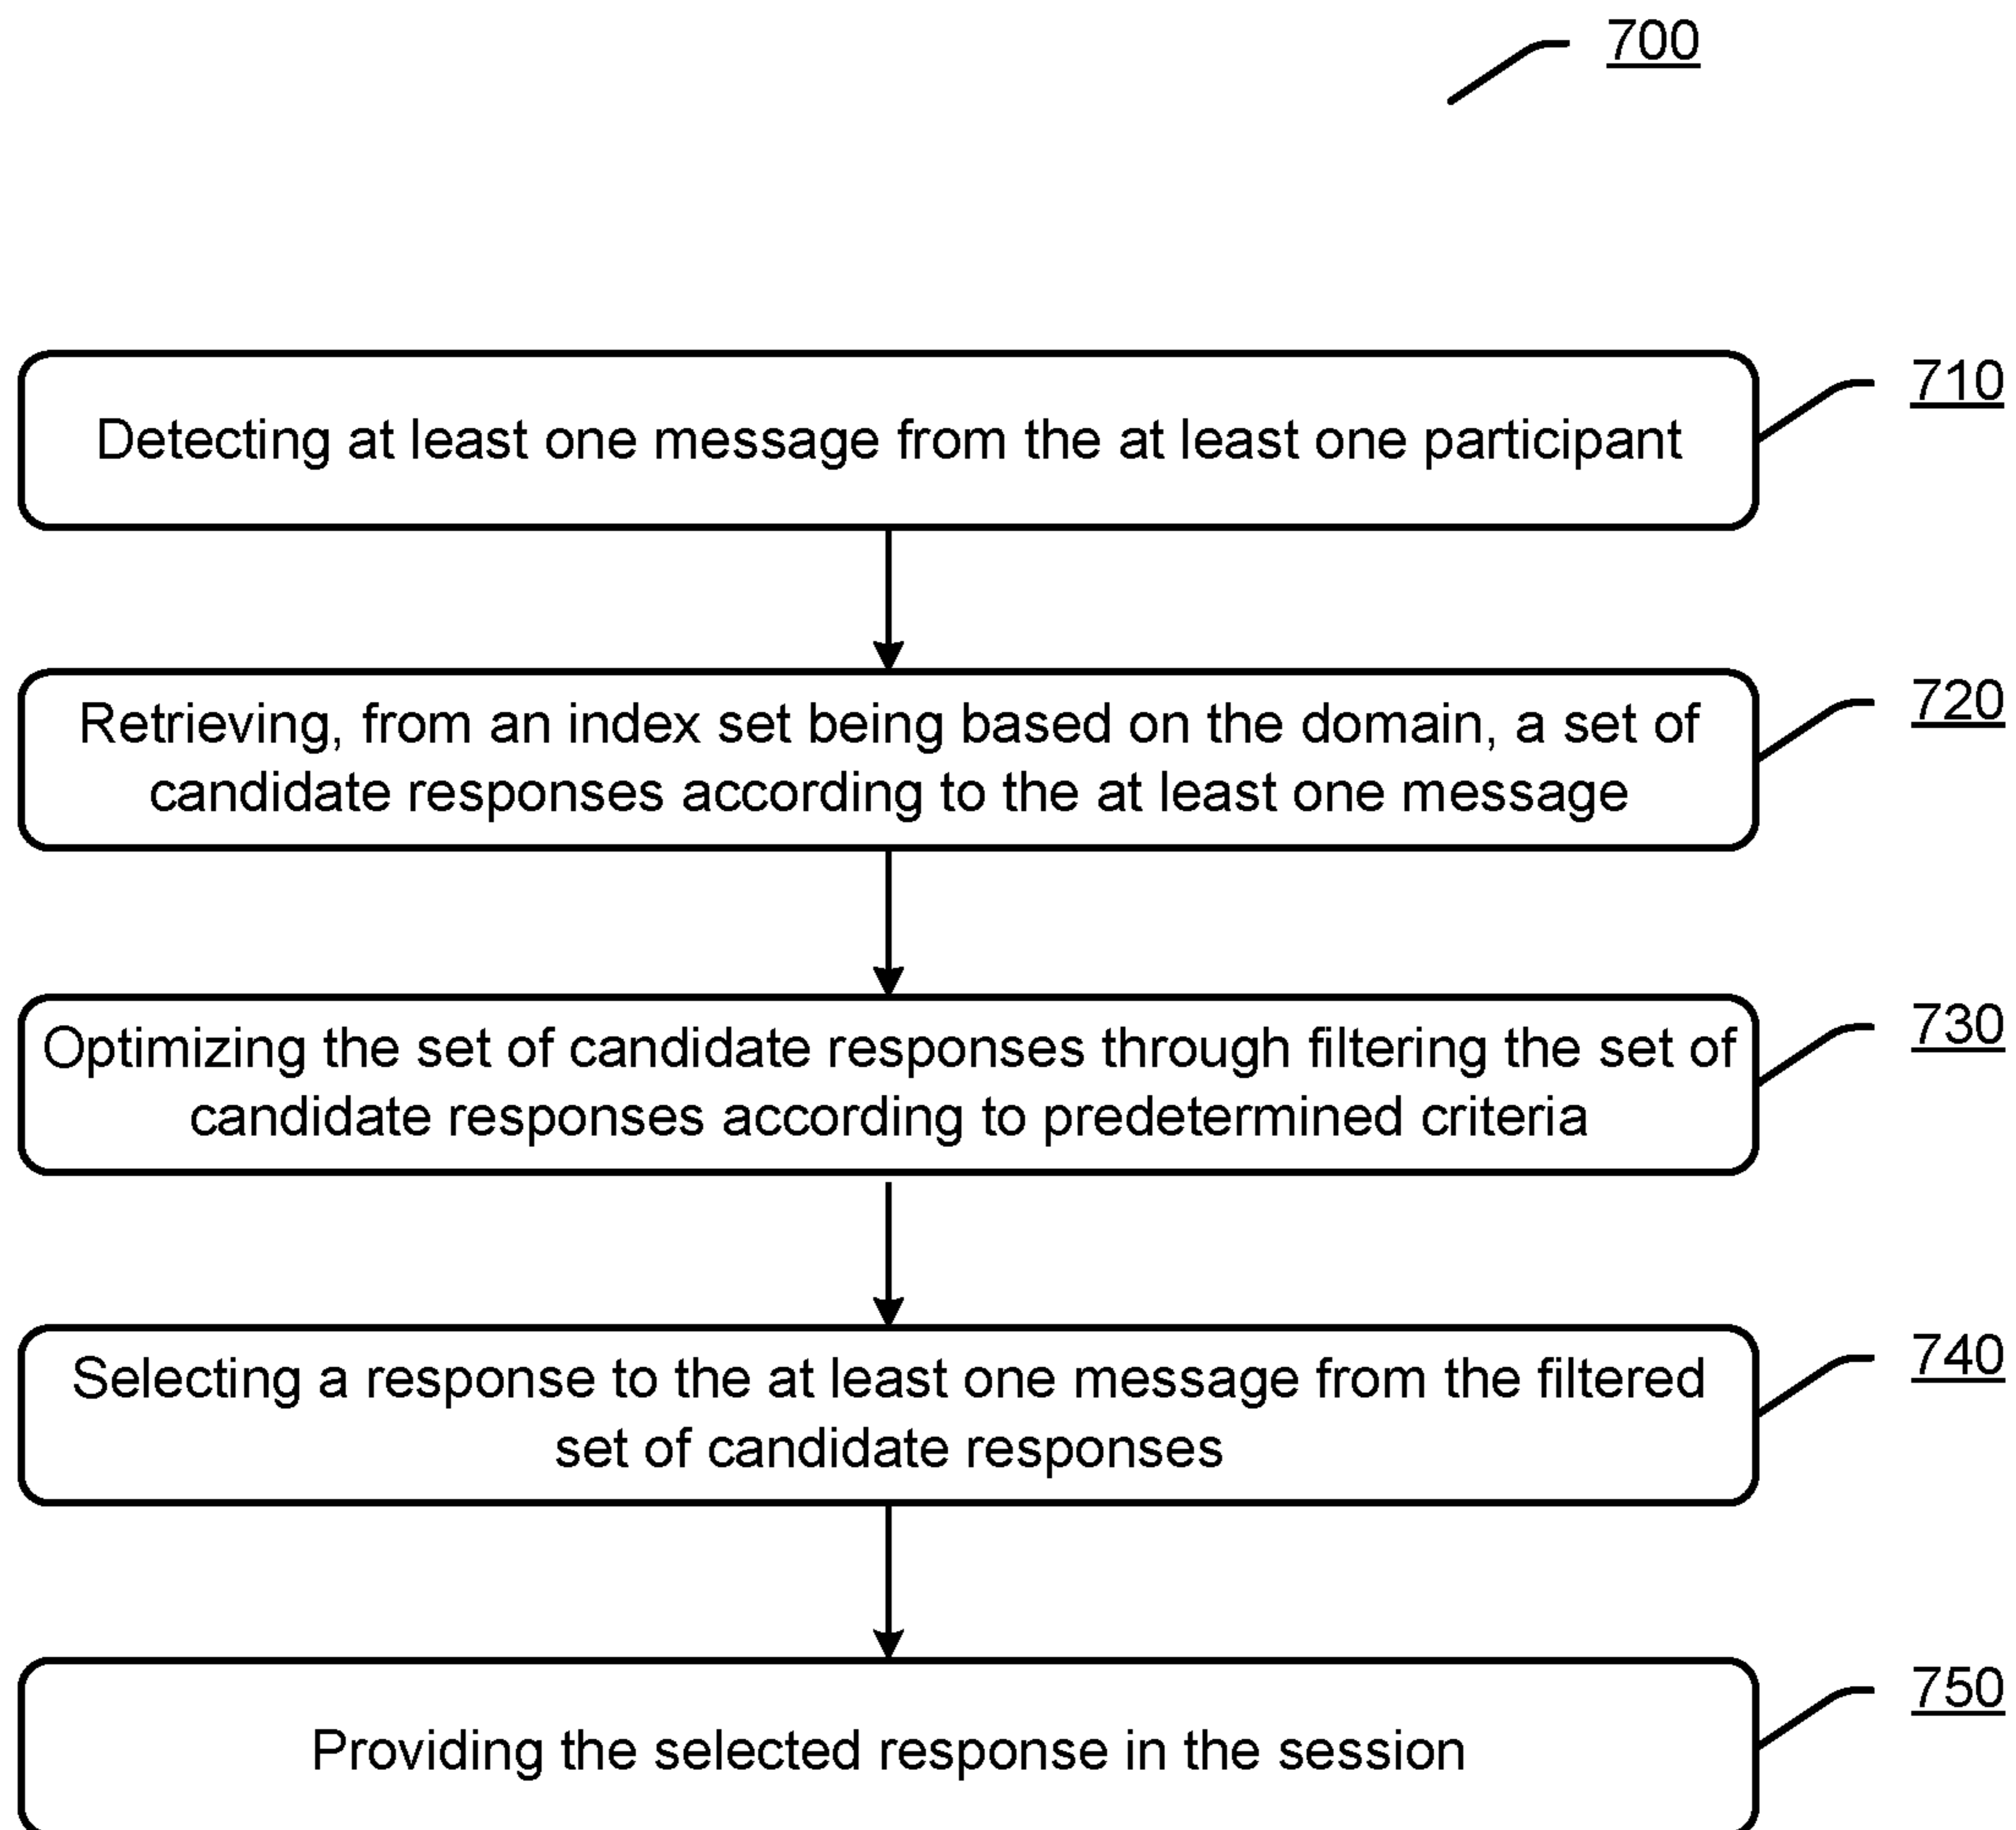 700
710
Detecting at least one message from the at least one participant
720
Retrieving, from an index set being based on the domain, a set of
candidate responses according to the at least one message
730
Optimizing the set of candidate responses through filtering the set of
candidate responses according to predetermined criteria
740
Selecting a response to the at least one message from the filtered
set of candidate responses
750
Providing the selected response in the session